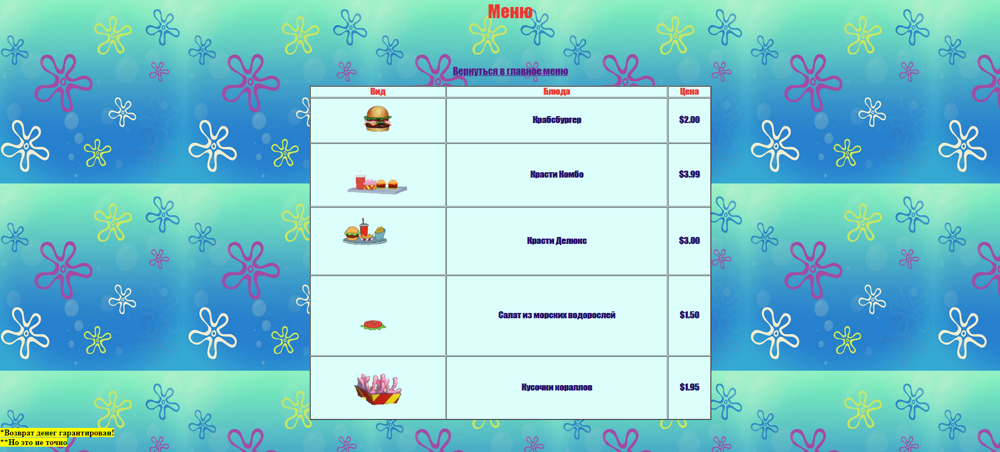 Меню
Вернуться в главное меню
Вид Блюда Цена
Крабсбургер $2.00
Красти Комбо $3.99
Красти Делюкс $3.00
Салат из морских водорослей $1.50
Кусочки кораллов $1.95
*Возврат денег гарантирован!
**Но это не точно